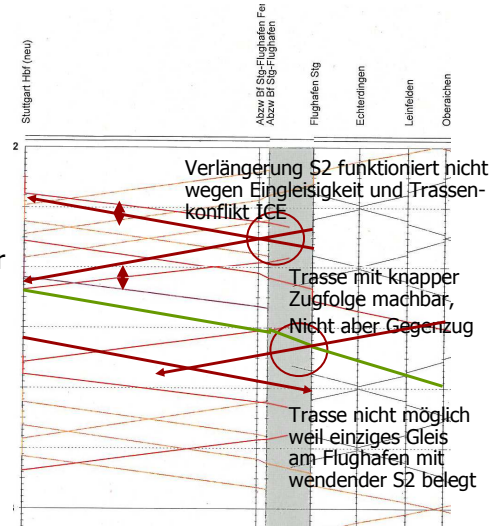 Stuttgart Hbf (neu)
Abzw Bf Stg-Flughafen Fer
Abzw Bf Stg-Flughafen
Flughafen Stg
Echterdingen
Leinfelden
Oberaichen
2
Verlängerung S2 funktioniert nicht
wegen Eingleisigkeit und Trassen-
konflikt ICE
r
Trasse mit knapper
Zugfolge machbar,
Nicht aber Gegenzug
Trasse nicht möglich
weil einziges Gleis
am Flughafen mit
wendender S2 belegt